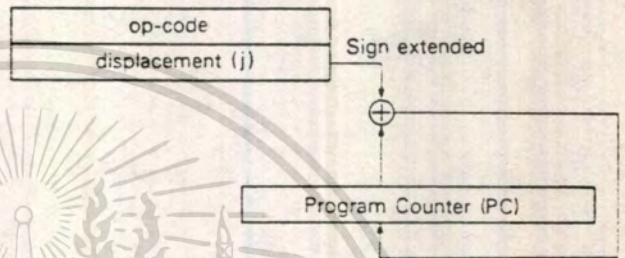 op-code
displacement (j)
Sign extended
Program Counter (PC)